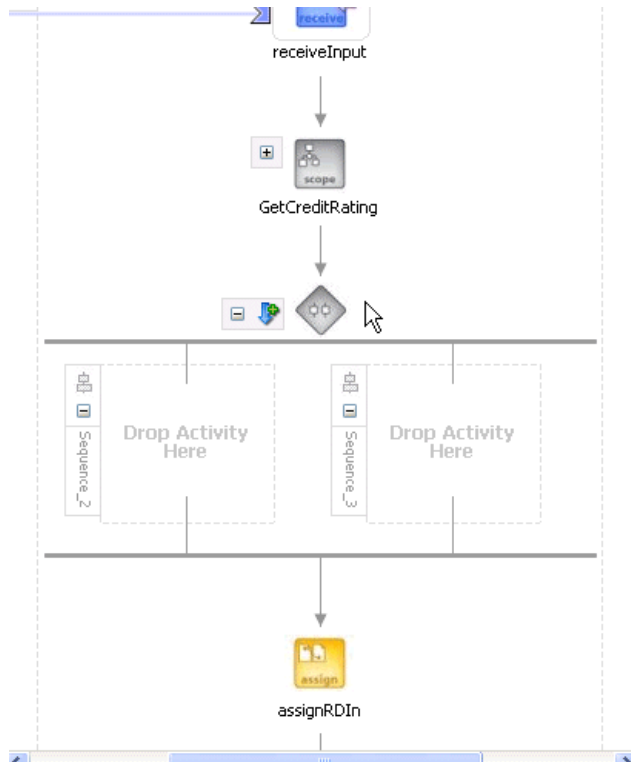 receive
receiveInput
scope
GetCreditRating
Sequence_2
Drop Activity
Here
Sequence_3
Drop Activity
Here
assign
assignRDIn